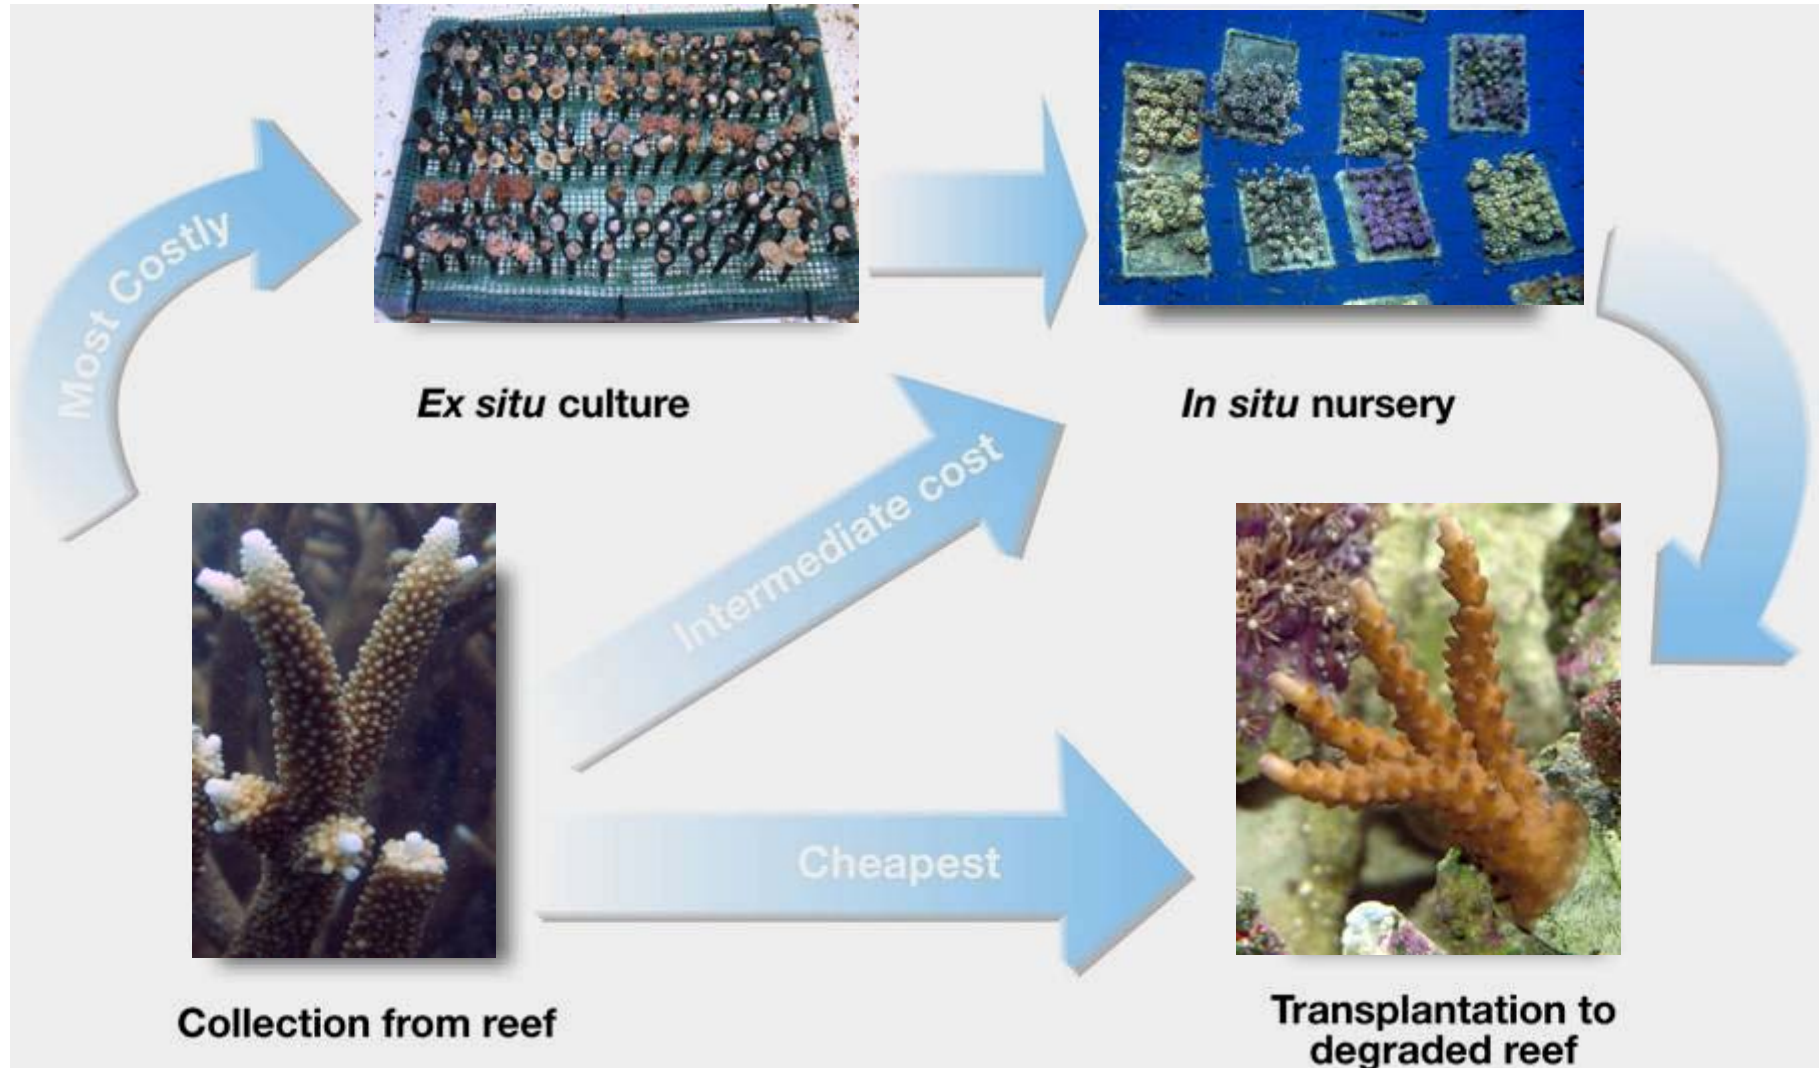 Most Costly
Ex situ culture
In situ nursery
Intermediate cost
Cheapest
Collection from reef
Transplantation to
degraded reef